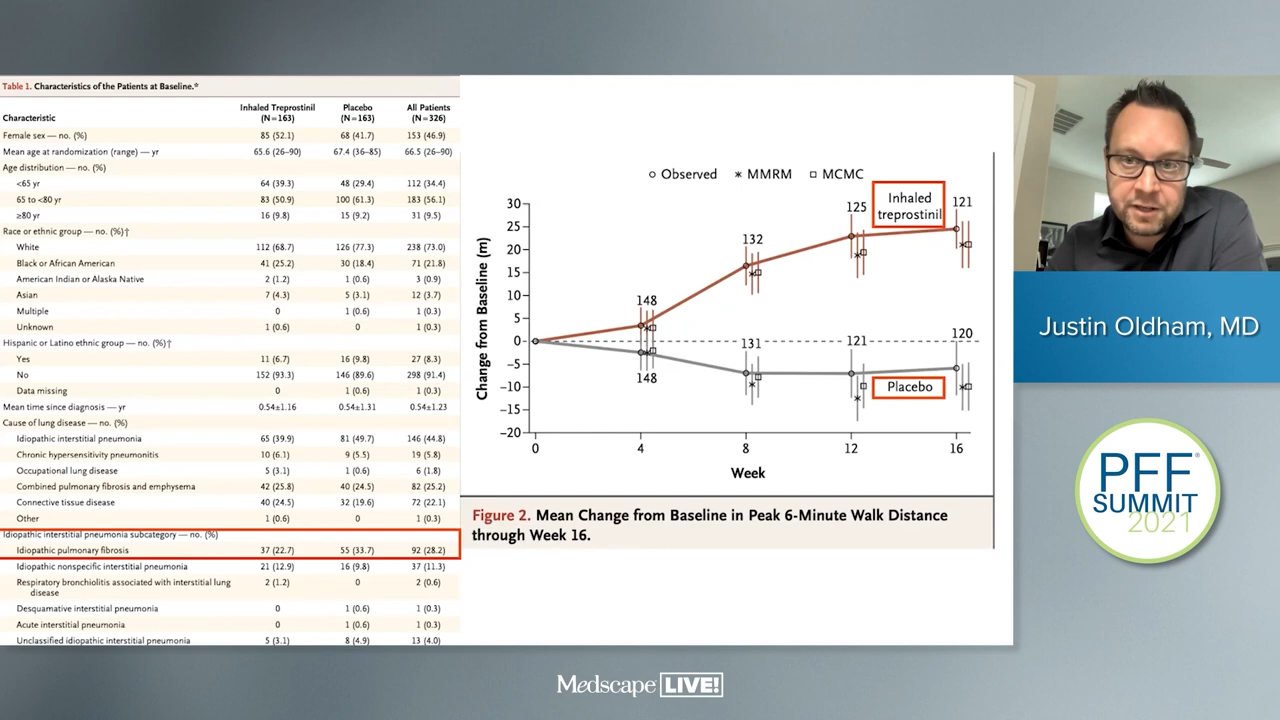 Table 1. Characteristics of the Patients at Baseline.*
Characteristic Inhaled Treprostinil (N=163) Placebo (N=163) All Patients (N=326)
Female sex — no. (%) 85 (52.1) 68 (41.7) 153 (46.9)
Mean age at randomization (range) — yr 65.6 (26–90) 67.4 (36–85) 66.5 (26–90)
Age distribution — no. (%)
<65 yr 64 (39.3) 48 (29.4) 112 (34.4)
65 to <80 yr 83 (50.9) 100 (61.3) 183 (56.1)
≥80 yr 16 (9.8) 15 (9.2) 31 (9.5)
Race or ethnic group — no. (%)†
White 112 (68.7) 126 (77.3) 238 (73.0)
Black or African American 41 (25.2) 30 (18.4) 71 (21.8)
American Indian or Alaska Native 2 (1.2) 1 (0.6) 3 (0.9)
Asian 7 (4.3) 5 (3.1) 12 (3.7)
Multiple 0 1 (0.6) 1 (0.3)
Unknown 1 (0.6) 0 1 (0.3)
Hispanic or Latino ethnic group — no. (%)†
Yes 11 (6.7) 16 (9.8) 27 (8.3)
No 152 (93.3) 146 (89.6) 298 (91.4)
Data missing 0 1 (0.6) 1 (0.3)
Mean time since diagnosis — yr 0.54±1.16 0.54±1.31 0.54±1.23
Cause of lung disease — no. (%)
Idiopathic interstitial pneumonia 65 (39.9) 81 (49.7) 146 (44.8)
Chronic hypersensitivity pneumonitis 10 (6.1) 9 (5.5) 19 (5.8)
Occupational lung disease 5 (3.1) 1 (0.6) 6 (1.8)
Combined pulmonary fibrosis and emphysema 42 (25.8) 40 (24.5) 82 (25.2)
Connective tissue disease 40 (24.5) 32 (19.6) 72 (22.1)
Other 1 (0.6) 0 1 (0.3)
Idiopathic interstitial pneumonia subcategory — no. (%)
Idiopathic pulmonary fibrosis 37 (22.7) 55 (33.7) 92 (28.2)
Idiopathic nonspecific interstitial pneumonia 21 (12.9) 16 (9.8) 37 (11.3)
Respiratory bronchiolitis associated with interstitial lung 2 (1.2) 0 2 (0.6)
disease
Desquamative interstitial pneumonia 0 1 (0.6) 1 (0.3)
Acute interstitial pneumonia 0 1 (0.6) 1 (0.3)
Unclassified idiopathic interstitial pneumonia 5 (3.1) 8 (4.9) 13 (4.0)
Observed MMRM MCMC
Change from Baseline (m)
30
25
20
15
10
5
0
−5
−10
−15
−20
148 132 125 121
Inhaled
treprostinil
148 131 121 120
Placebo
0 4 8 12 16
Week
Figure 2. Mean Change from Baseline in Peak 6-Minute Walk Distance
through Week 16.
Justin Oldham, MD
PFF®
SUMMIT
2021
Medscape LIVE!